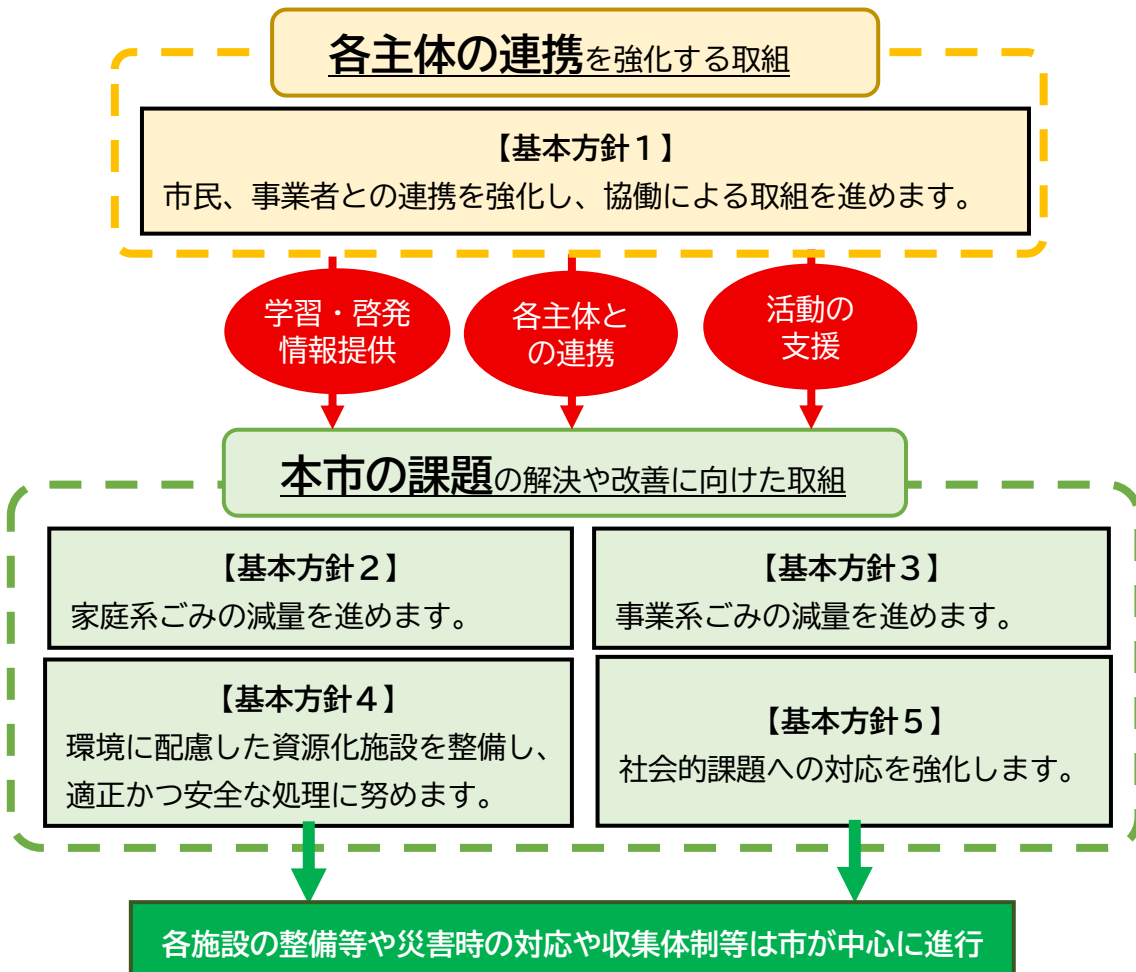 各主体の連携を強化する取組
【基本方針１】
市民、事業者との連携を強化し、協働による取組を進めます。
学習・啓発
情報提供
各主体と
の連携
活動の
支援
本市の課題の解決や改善に向けた取組
【基本方針２】
家庭系ごみの減量を進めます。
【基本方針３】
事業系ごみの減量を進めます。
【基本方針４】
環境に配慮した資源化施設を整備し、
適正かつ安全な処理に努めます。
【基本方針５】
社会的課題への対応を強化します。
各施設の整備等や災害時の対応や収集体制等は市が中心に進行